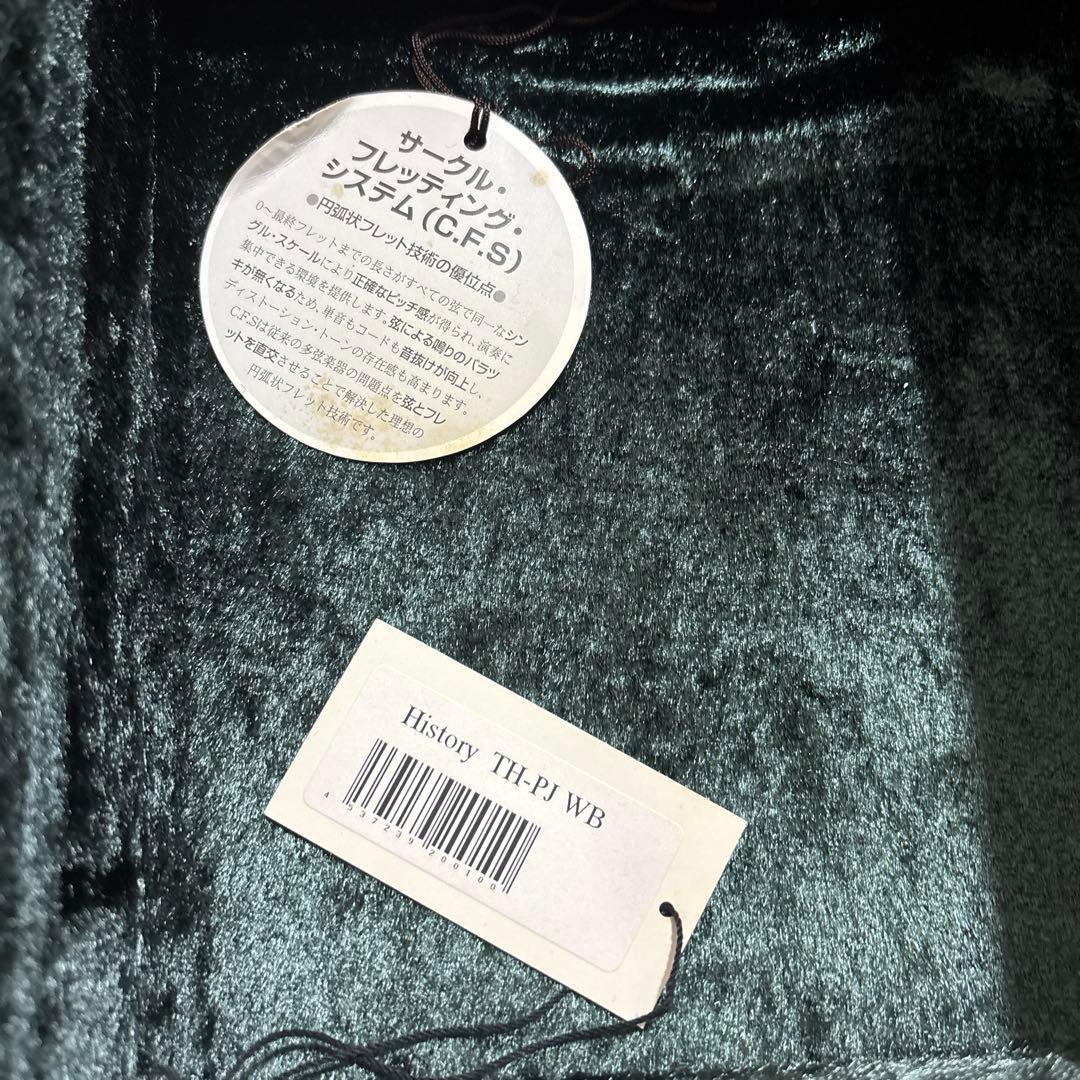 サークル・
フレッティング・
システム(C.F.S)
●円弧状フレット技術の優位点●
0〜最終フレットまでの長さがすべての弦で同一なシン
グル・スケールにより正確なピッチ感が得られ、演奏に
集中できる環境を提供します。弦による鳴りのバラツ
キが無くなるため、単音もコードも音抜けが向上し、
ディストーション・トーンの存在感も高まります。
C.F.Sは従来の多弦楽器の問題点を弦とフレ
ットを直交させることで解決した理想の
円弧状フレット技術です。
History TH-PJ WB
4 537239 200100